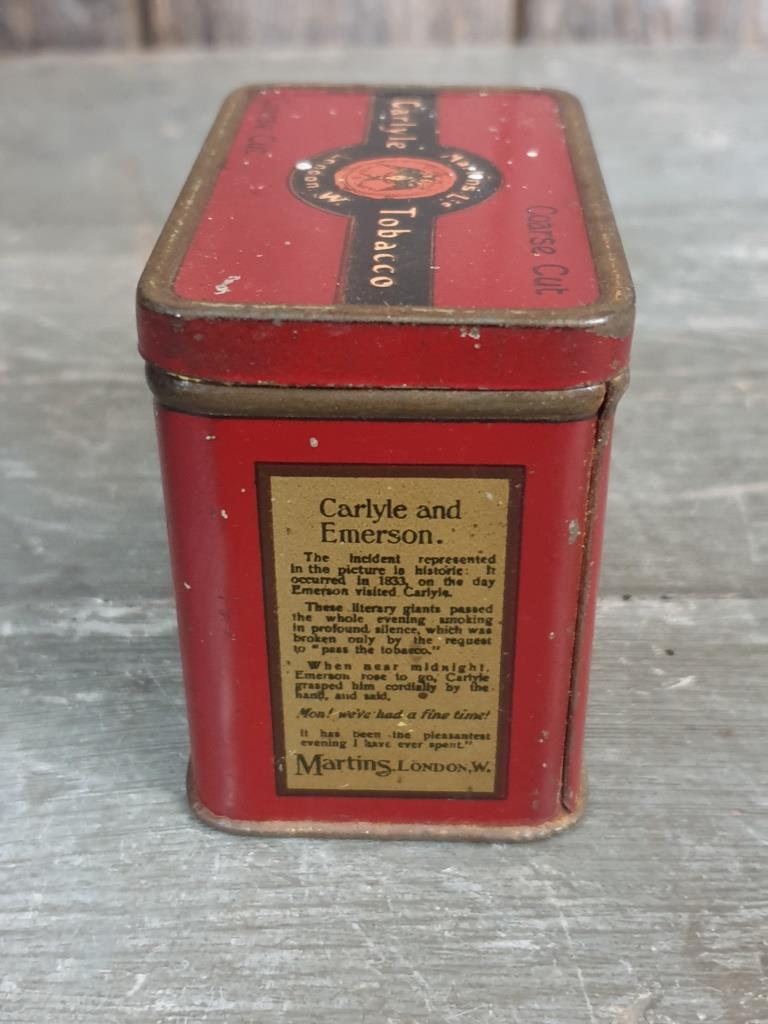 Coarse Cut
Carlyle Tobacco
Martins Ltd
London. W.
Coarse Cut
Carlyle and
Emerson.
The incident represented
in the picture is historic: It
occurred in 1833, on the day
Emerson visited Carlyle.
These literary giants passed
the whole evening smoking
in profound silence, which was
broken only by the request
to "pass the tobacco."
When near midnight,
Emerson rose to go, Carlyle
grasped him cordially by the
hand, and said,
Mon! we've had a fine time!
It has been the pleasantest
evening I have ever spent."
Martins, LONDON, W.